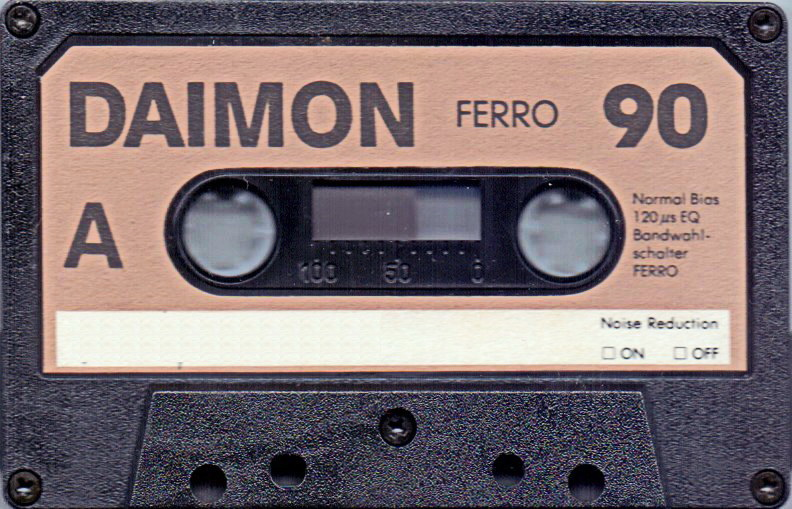 DAIMON FERRO 90
A
Normal Bias
120 µs EQ
Bandwahl-
schalter
FERRO
100 50 0
Noise Reduction
☐ ON ☐ OFF